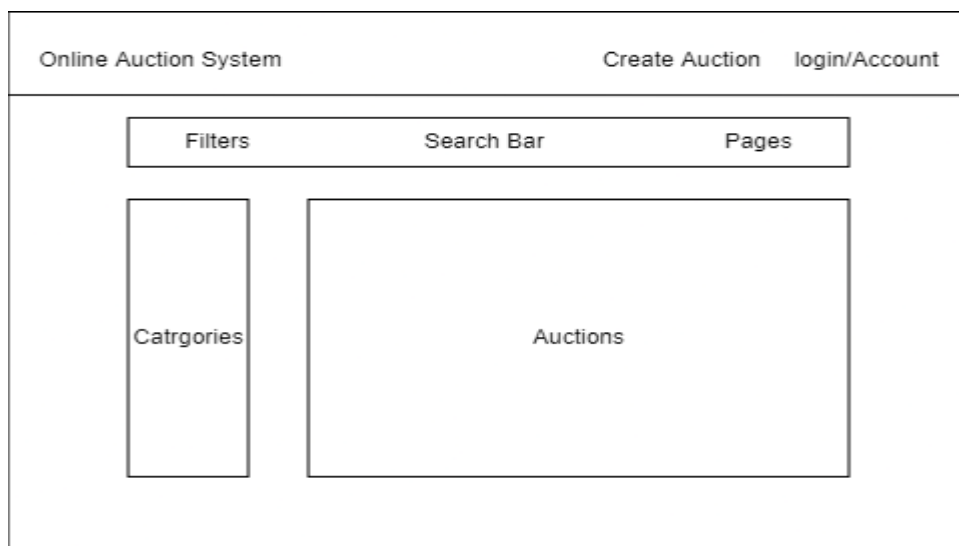 Online Auction System Create Auction login/Account
Filters Search Bar Pages
Catrgories Auctions